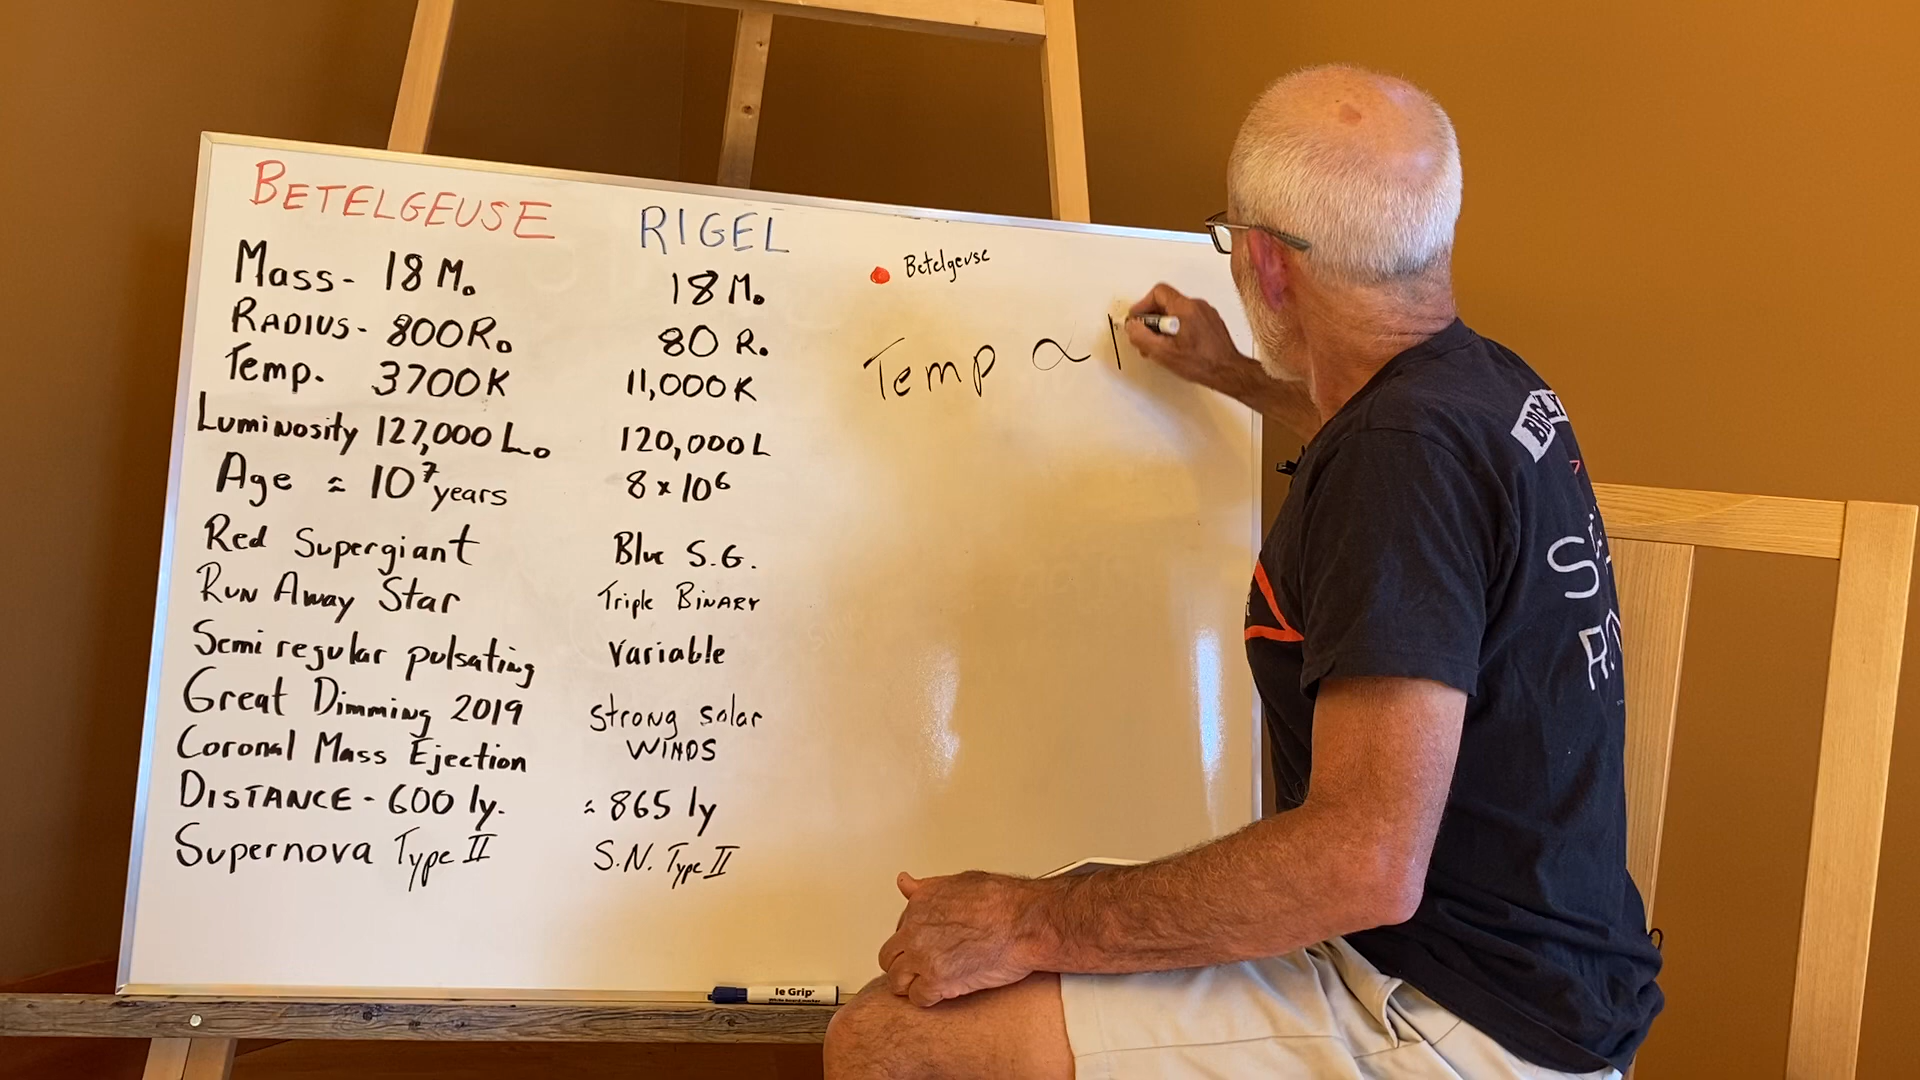 BETELGEUSE RIGEL
Mass - 18 M. 18 M.
RADIUS - 800R. 80 R.
Temp. 3700K 11,000K
Luminosity 127,000 L. 120,000L
Age ≈ 10⁷ years 8 x 10⁶
Red Supergiant Blue S.G.
Run Away Star Triple BINARY
Semi regular pulsating Variable
Great Dimming 2019 Strong solar
WINDS
Coronal Mass Ejection
DISTANCE - 600 ly. ≈ 865 ly
Supernova Type II S.N. Type II
Betelgeuse
Temp ∝
le Grip